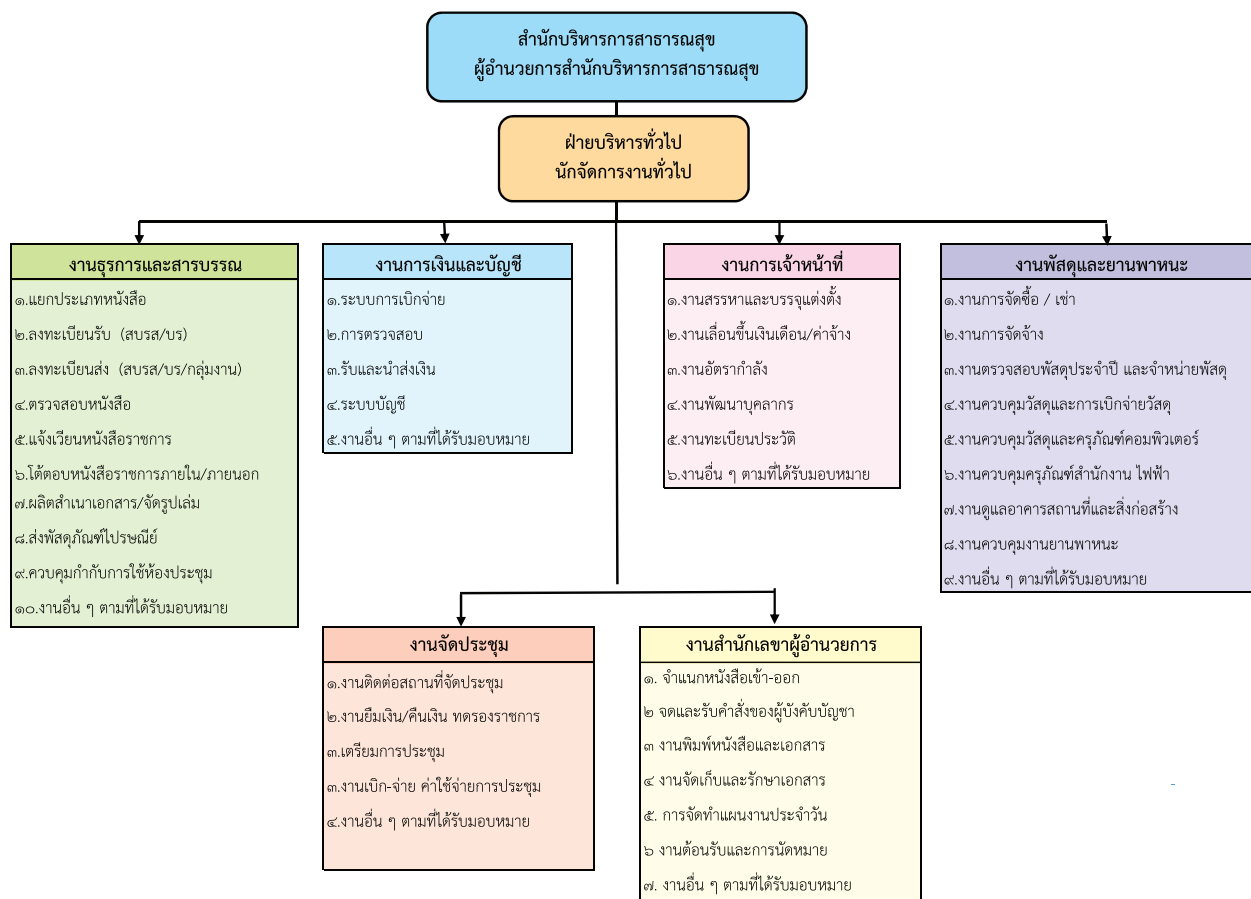 สำนักบริหารการสาธารณสุข
ผู้อำนวยการสำนักบริหารการสาธารณสุข
ฝ่ายบริหารทั่วไป
นักจัดการงานทั่วไป
งานธุรการและสารบรรณ
๑.แยกประเภทหนังสือ
๒.ลงทะเบียนรับ (สบรส/บร)
๓.ลงทะเบียนส่ง (สบรส/บร/กลุ่มงาน)
๔.ตรวจสอบหนังสือ
๕.แจ้งเวียนหนังสือราชการ
๖.โต้ตอบหนังสือราชการภายใน/ภายนอก
๗.ผลิตสำเนาเอกสาร/จัดรูปเล่ม
๘.ส่งพัสดุภัณฑ์ไปรษณีย์
๙.ควบคุมกำกับการใช้ห้องประชุม
๑๐.งานอื่น ๆ ตามที่ได้รับมอบหมาย
งานการเงินและบัญชี
๑.ระบบการเบิกจ่าย
๒.การตรวจสอบ
๓.รับและนำส่งเงิน
๔.ระบบบัญชี
๕.งานอื่น ๆ ตามที่ได้รับมอบหมาย
งานการเจ้าหน้าที่
๑.งานสรรหาและบรรจุแต่งตั้ง
๒.งานเลื่อนขึ้นเงินเดือน/ค่าจ้าง
๓.งานอัตรากำลัง
๔.งานพัฒนาบุคลากร
๕.งานทะเบียนประวัติ
๖.งานอื่น ๆ ตามที่ได้รับมอบหมาย
งานพัสดุและยานพาหนะ
๑.งานการจัดซื้อ / เช่า
๒.งานการจัดจ้าง
๓.งานตรวจสอบพัสดุประจำปี และจำหน่ายพัสดุ
๔.งานควบคุมวัสดุและการเบิกจ่ายวัสดุ
๕.งานควบคุมวัสดุและครุภัณฑ์คอมพิวเตอร์
๖.งานควบคุมครุภัณฑ์สำนักงาน ไฟฟ้า
๗.งานดูแลอาคารสถานที่และสิ่งก่อสร้าง
๘.งานควบคุมงานยานพาหนะ
๙.งานอื่น ๆ ตามที่ได้รับมอบหมาย
งานจัดประชุม
๑.งานติดต่อสถานที่จัดประชุม
๒.งานยืมเงิน/คืนเงิน ทดรองราชการ
๓.เตรียมการประชุม
๓.งานเบิก-จ่าย ค่าใช้จ่ายการประชุม
๔.งานอื่น ๆ ตามที่ได้รับมอบหมาย
งานสำนักเลขาผู้อำนวยการ
๑. จำแนกหนังสือเข้า-ออก
๒ จดและรับคำสั่งของผู้บังคับบัญชา
๓ งานพิมพ์หนังสือและเอกสาร
๔ งานจัดเก็บและรักษาเอกสาร
๕. การจัดทำแผนงานประจำวัน
๖ งานต้อนรับและการนัดหมาย
๗. งานอื่น ๆ ตามที่ได้รับมอบหมาย